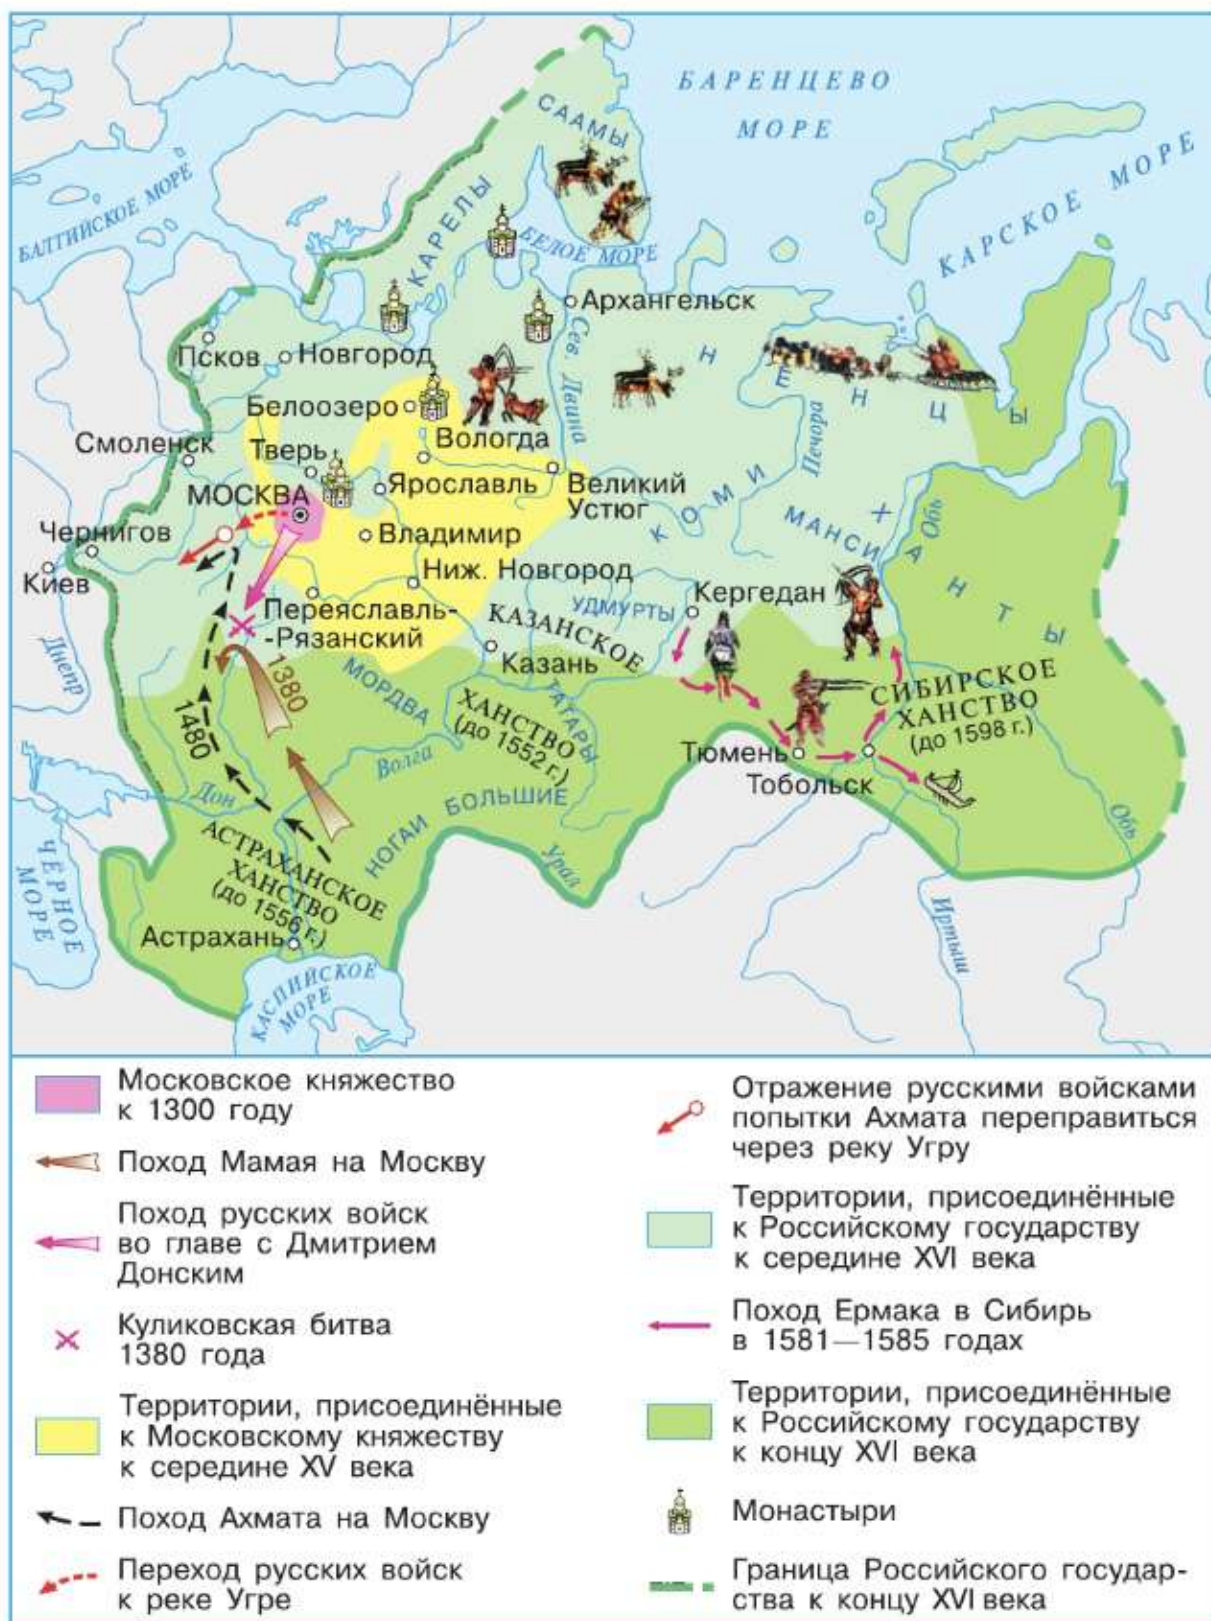 БАРЕНЦЕВО
МОРЕ
СААМЫ
КАРСКОЕ МОРЕ
БАЛТИЙСКОЕ МОРЕ
КАРЕЛЫ
БЕЛОЕ МОРЕ
Архангельск
Сев. Двина
Псков
Новгород
НЕНЦЫ
Белоозеро
Печора
Смоленск
Тверь
Вологда
МОСКВА
Ярославль
Великий
Устюг
КОМИ
МАНСИ
ХАНТЫ
Обь
Чернигов
Владимир
Киев
Ниж. Новгород
Кергедан
УДМУРТЫ
Переяславль-
-Рязанский
КАЗАНСКОЕ
Казань
Днепр
1380
МОРДВА
ХАНСТВО
(до 1552 г.)
ТАТАРЫ
СИБИРСКОЕ
ХАНСТВО
(до 1598 г.)
1480
Волга
Тюмень
Тобольск
Дон
НОГАИ БОЛЬШИЕ
Обь
Урал
АСТРАХАНСКОЕ
ХАНСТВО
(до 1556 г.)
ЧЁРНОЕ
МОРЕ
Иртыш
Астрахань
КАСПИЙСКОЕ
МОРЕ
Московское княжество
к 1300 году
Поход Мамая на Москву
Поход русских войск
во главе с Дмитрием
Донским
Куликовская битва
1380 года
Территории, присоединённые
к Московскому княжеству
к середине XV века
Поход Ахмата на Москву
Переход русских войск
к реке Угре
Отражение русскими войсками
попытки Ахмата переправиться
через реку Угру
Территории, присоединённые
к Российскому государству
к середине XVI века
Поход Ермака в Сибирь
в 1581—1585 годах
Территории, присоединённые
к Российскому государству
к концу XVI века
Монастыри
Граница Российского государ-
ства к концу XVI века